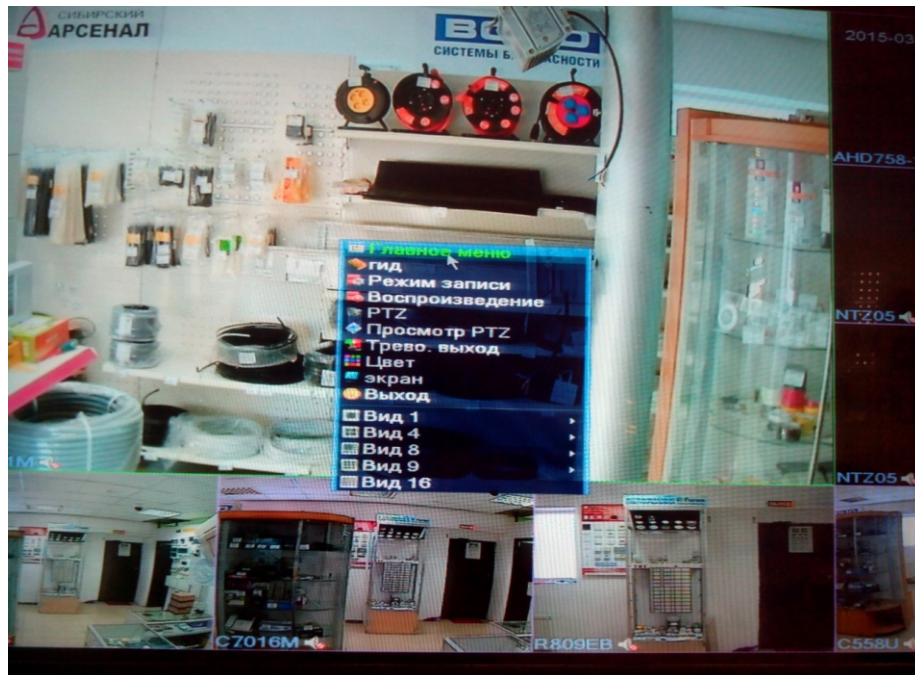 СИБИРСКИЙ
АРСЕНАЛ
СИСТЕМЫ
2015-03
AHD758-
Главное меню
гид
Режим записи
Воспроизведение
PTZ
Просмотр PTZ
Трево. выход
Цвет
экран
Выход
Вид 1
Вид 4
Вид 8
Вид 9
Вид 16
NTZ05
NTZ05
1M
C7016M
R809EB
C558U